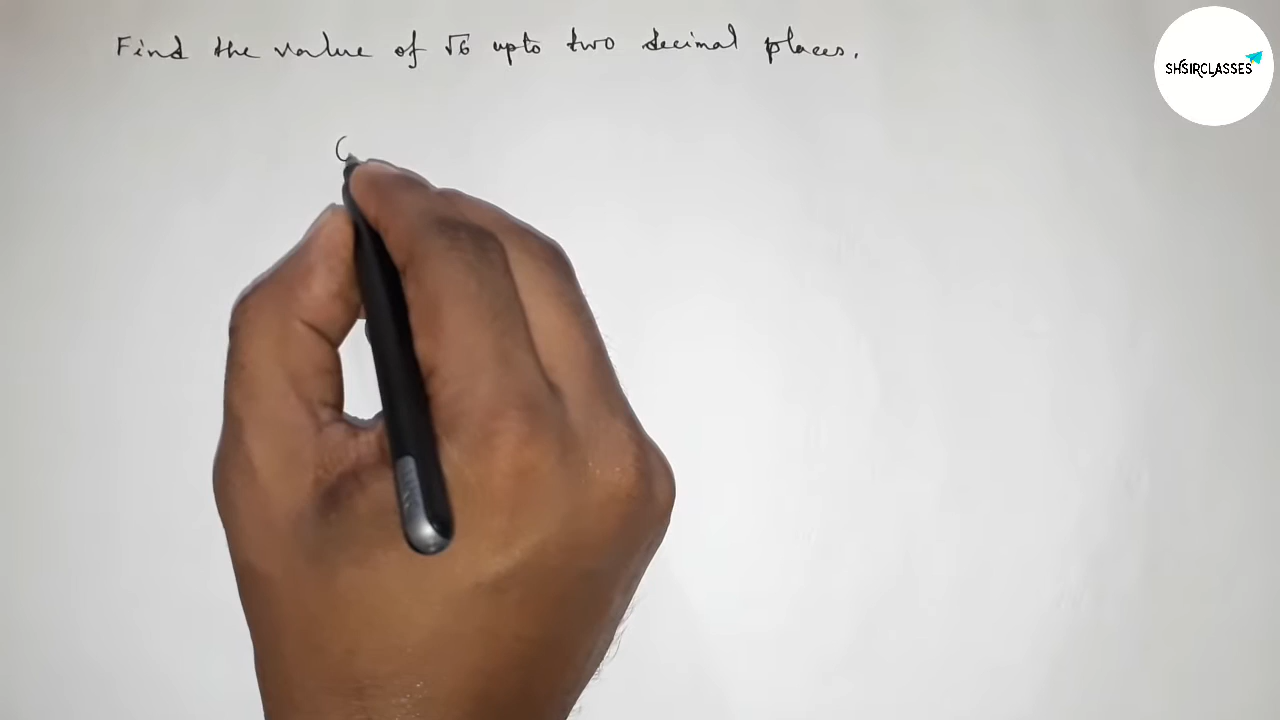 Find the value of √6 upto two decimal places.
SHSIRCLASSES